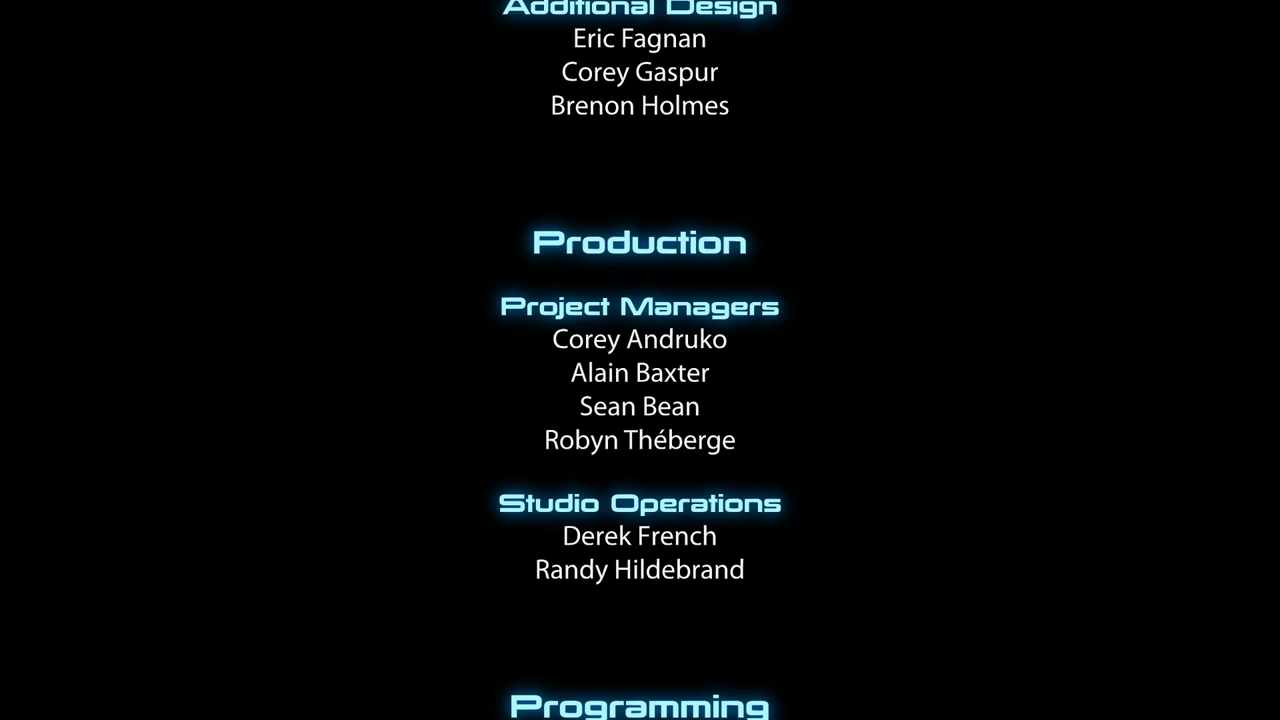 Additional Design
Eric Fagnan
Corey Gaspur
Brenon Holmes
Production
Project Managers
Corey Andruko
Alain Baxter
Sean Bean
Robyn Théberge
Studio Operations
Derek French
Randy Hildebrand
Programming